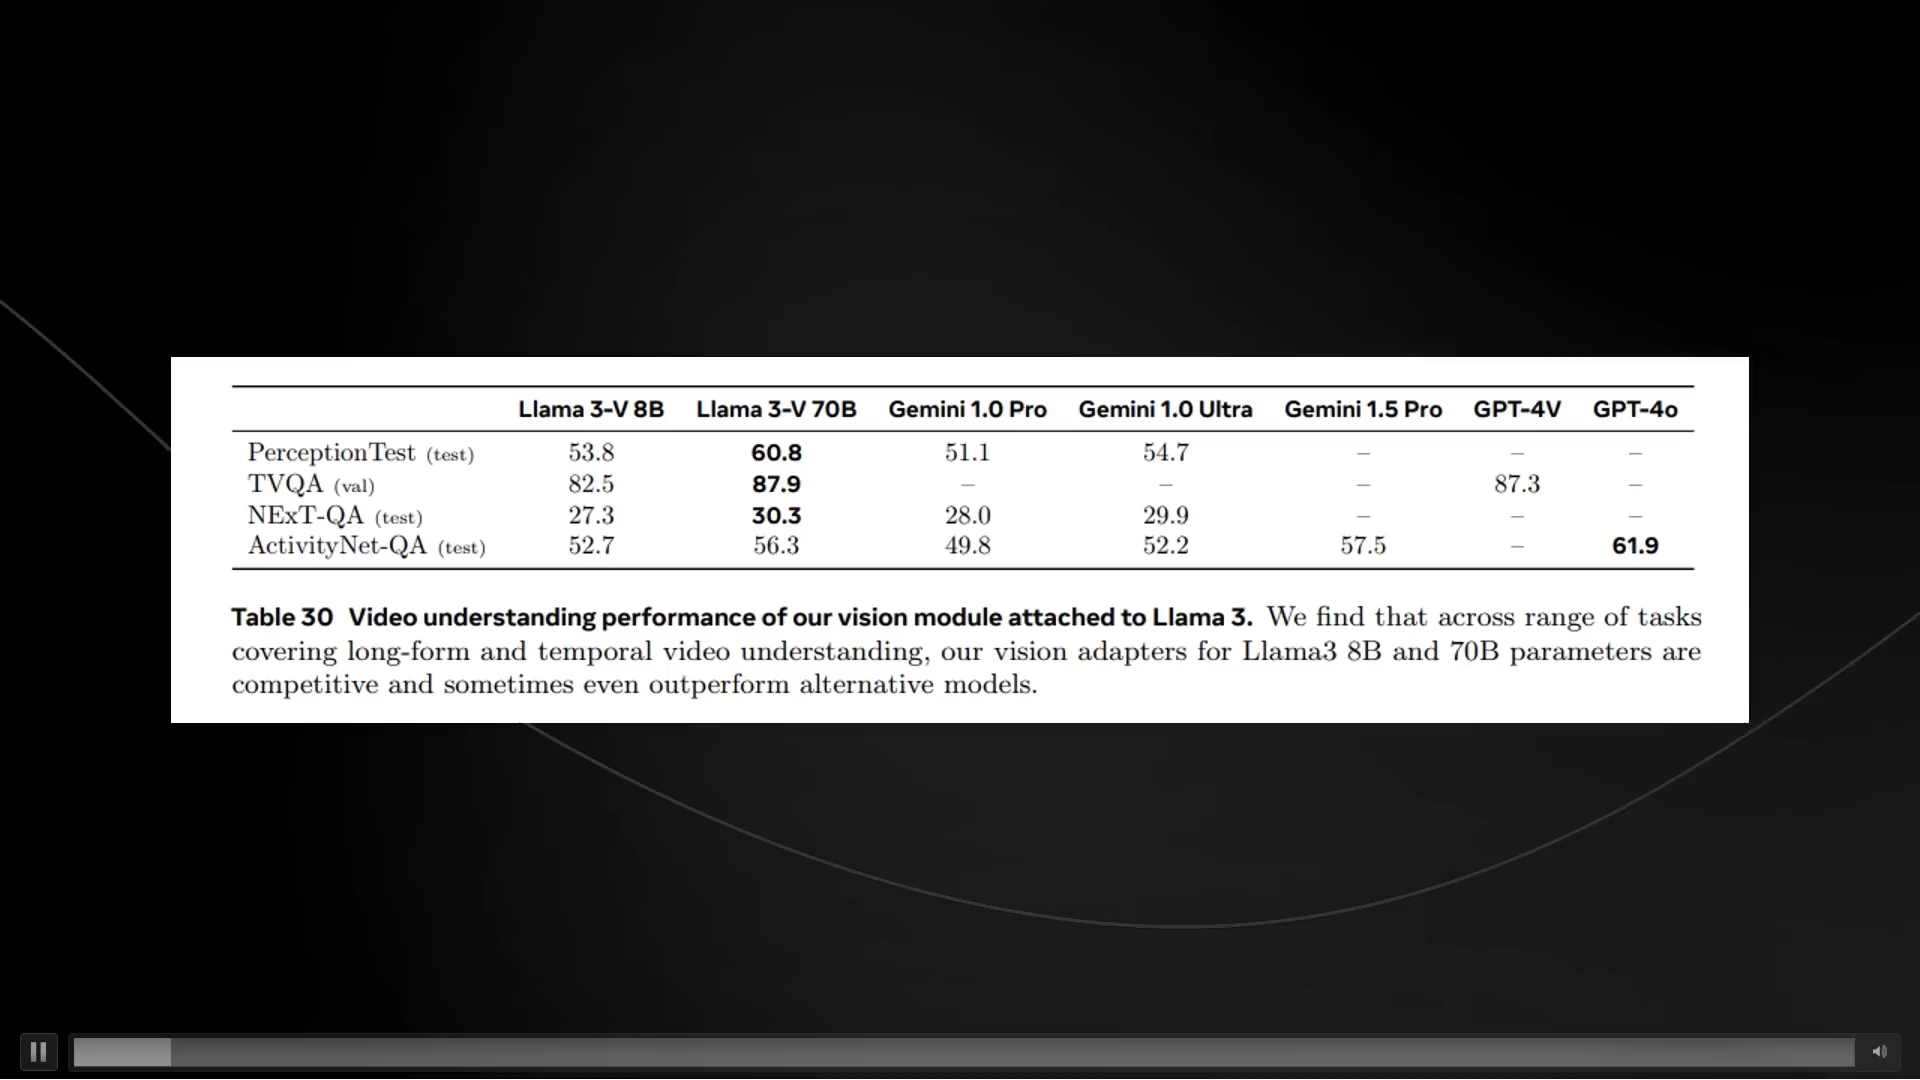 Llama 3-V 8B Llama 3-V 70B Gemini 1.0 Pro Gemini 1.0 Ultra Gemini 1.5 Pro GPT-4V GPT-4o
PerceptionTest (test) 53.8 60.8 51.1 54.7 – – –
TVQA (val) 82.5 87.9 – – – 87.3 –
NExT-QA (test) 27.3 30.3 28.0 29.9 – – –
ActivityNet-QA (test) 52.7 56.3 49.8 52.2 57.5 – 61.9
Table 30 Video understanding performance of our vision module attached to Llama 3. We find that across range of tasks
covering long-form and temporal video understanding, our vision adapters for Llama3 8B and 70B parameters are
competitive and sometimes even outperform alternative models.